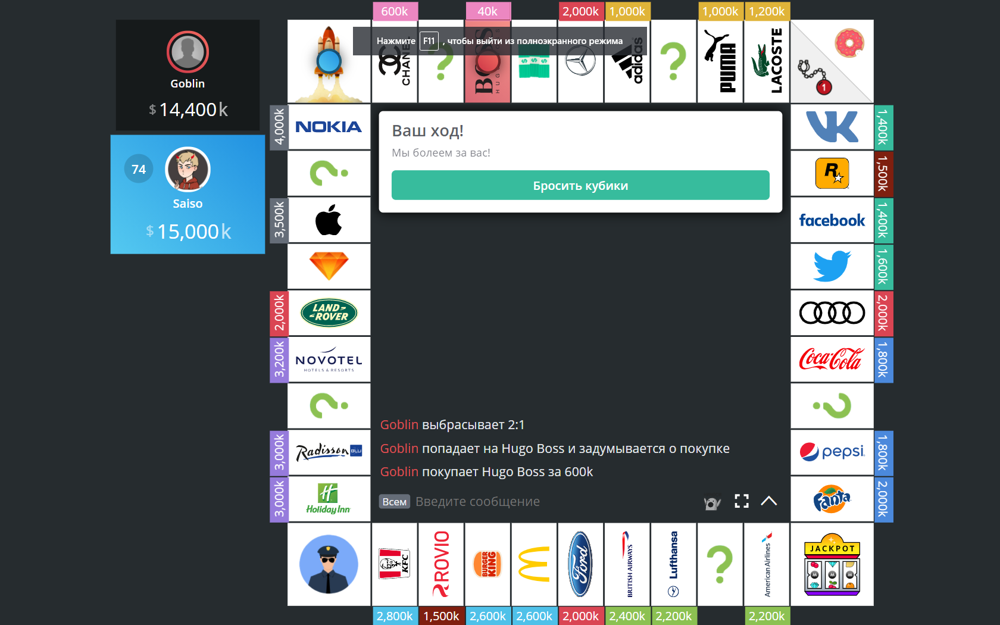 600k
40k
2,000k
1,000k
1,000k
1,200k
Нажмите F11 , чтобы выйти из полноэкранного режима
CHANEL
BOSS
HUGO BOSS
adidas
PUMA
LACOSTE
1
Goblin
$ 14,400k
74
Saiso
$ 15,000k
4,000k
NOKIA
3,500k
2,000k
LAND-
-ROVER
3,200k
NOVOTEL
HOTELS & RESORTS
3,000k
Radisson BLU
3,000k
H
Holiday Inn
Ваш ход!
Мы болеем за вас!
Бросить кубики
VK
1,400k
R
1,500k
facebook
1,400k
1,600k
2,000k
Coca-Cola
1,800k
pepsi
1,800k
Fanta
2,000k
Goblin выбрасывает 2:1
Goblin попадает на Hugo Boss и задумывается о покупке
Goblin покупает Hugo Boss за 600k
Всем Введите сообщение
KFC
ROVIO
BURGER
KING
Ford
BRITISH AIRWAYS
Lufthansa
American Airlines
JACKPOT
2,800k
1,500k
2,600k
2,600k
2,000k
2,400k
2,200k
2,200k